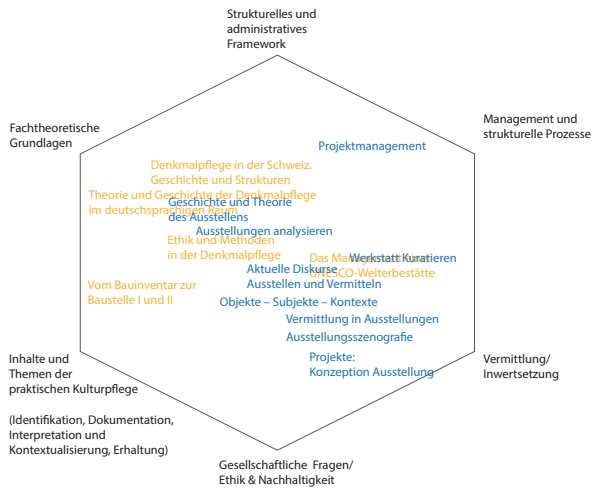 Strukturelles und
administratives
Framework
Fachtheoretische
Grundlagen
Management und
strukturelle Prozesse
Projektmanagement
Denkmalpflege in der Schweiz.
Geschichte und Strukturen
Theorie und Geschichte der Denkmalpflege
im deutschsprachigen Raum
Geschichte und Theorie
des Ausstellens
Ausstellungen analysieren
Ethik und Methoden
in der Denkmalpflege
Das Management einer
UNESCO-Welterbestätte
Werkstatt Kuratieren
Aktuelle Diskurse
Ausstellen und Vermitteln
Vom Bauinventar zur
Baustelle I und II
Objekte – Subjekte – Kontexte
Vermittlung in Ausstellungen
Ausstellungsszenografie
Projekte:
Konzeption Ausstellung
Inhalte und
Themen der
praktischen Kulturpflege
(Identifikation, Dokumentation,
Interpretation und
Kontextualisierung, Erhaltung)
Vermittlung/
Inwertsetzung
Gesellschaftliche Fragen/
Ethik & Nachhaltigkeit